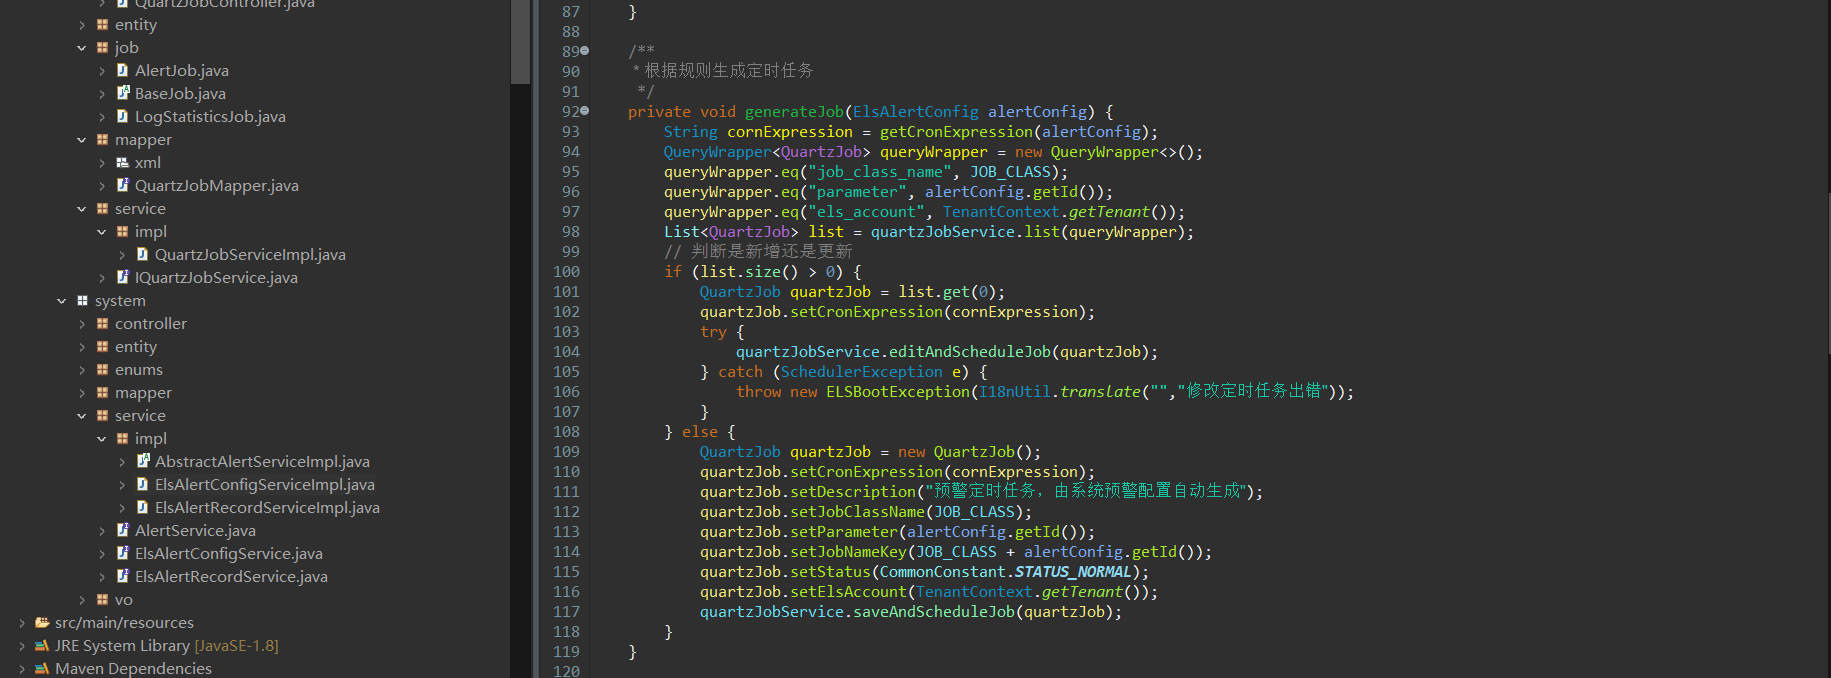 QuartzJobController.java
entity
job
AlertJob.java
BaseJob.java
LogStatisticsJob.java
mapper
xml
QuartzJobMapper.java
service
impl
QuartzJobServiceImpl.java
IQuartzJobService.java
system
controller
entity
enums
mapper
service
impl
AbstractAlertServiceImpl.java
ElsAlertConfigServiceImpl.java
ElsAlertRecordServiceImpl.java
AlertService.java
ElsAlertConfigService.java
ElsAlertRecordService.java
vo
src/main/resources
JRE System Library [JavaSE-1.8]
Maven Dependencies
87 }
88
89 /**
90 * 根据规则生成定时任务
91 */
92 private void generateJob(ElsAlertConfig alertConfig) {
93 String cornExpression = getCronExpression(alertConfig);
94 QueryWrapper<QuartzJob> queryWrapper = new QueryWrapper<>();
95 queryWrapper.eq("job_class_name", JOB_CLASS);
96 queryWrapper.eq("parameter", alertConfig.getId());
97 queryWrapper.eq("els_account", TenantContext.getTenant());
98 List<QuartzJob> list = quartzJobService.list(queryWrapper);
99 // 判断是新增还是更新
100 if (list.size() > 0) {
101 QuartzJob quartzJob = list.get(0);
102 quartzJob.setCronExpression(cornExpression);
103 try {
104 quartzJobService.editAndScheduleJob(quartzJob);
105 } catch (SchedulerException e) {
106 throw new ELSBootException(I18nUtil.translate("","修改定时任务出错"));
107 }
108 } else {
109 QuartzJob quartzJob = new QuartzJob();
110 quartzJob.setCronExpression(cornExpression);
111 quartzJob.setDescription("预警定时任务，由系统预警配置自动生成");
112 quartzJob.setJobClassName(JOB_CLASS);
113 quartzJob.setParameter(alertConfig.getId());
114 quartzJob.setJobNameKey(JOB_CLASS + alertConfig.getId());
115 quartzJob.setStatus(CommonConstant.STATUS_NORMAL);
116 quartzJob.setElsAccount(TenantContext.getTenant());
117 quartzJobService.saveAndScheduleJob(quartzJob);
118 }
119 }
120